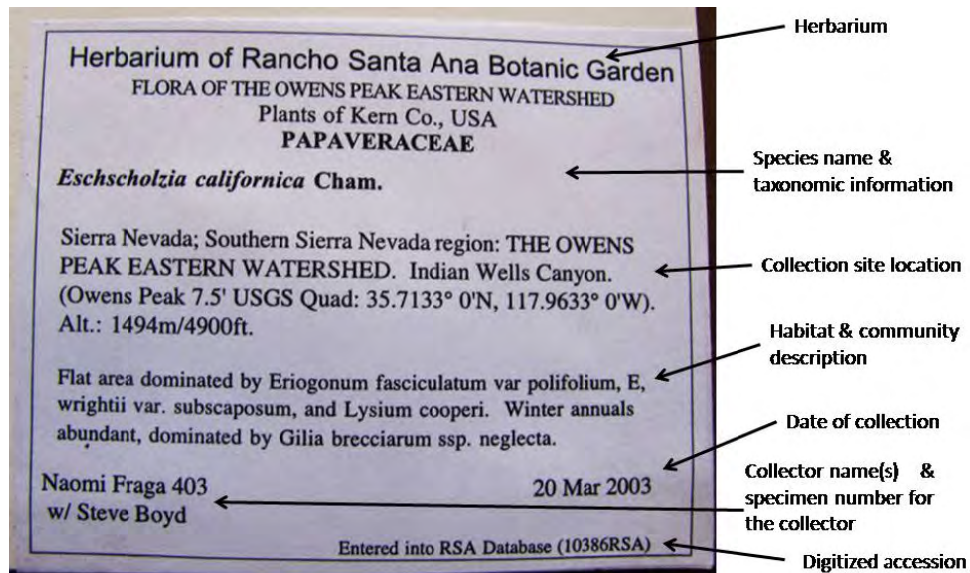 Herbarium of Rancho Santa Ana Botanic Garden
FLORA OF THE OWENS PEAK EASTERN WATERSHED
Plants of Kern Co., USA
PAPAVERACEAE
Eschscholzia californica Cham.
Sierra Nevada; Southern Sierra Nevada region: THE OWENS
PEAK EASTERN WATERSHED. Indian Wells Canyon.
(Owens Peak 7.5' USGS Quad: 35.7133° 0'N, 117.9633° 0'W).
Alt.: 1494m/4900ft.
Flat area dominated by Eriogonum fasciculatum var polifolium, E,
wrightii var. subscaposum, and Lysium cooperi. Winter annuals
abundant, dominated by Gilia brecciarum ssp. neglecta.
Naomi Fraga 403
20 Mar 2003
w/ Steve Boyd
Entered into RSA Database (10386RSA)
Herbarium
Species name &
taxonomic information
Collection site location
Habitat & community
description
Date of collection
Collector name(s) &
specimen number for
the collector
Digitized accession